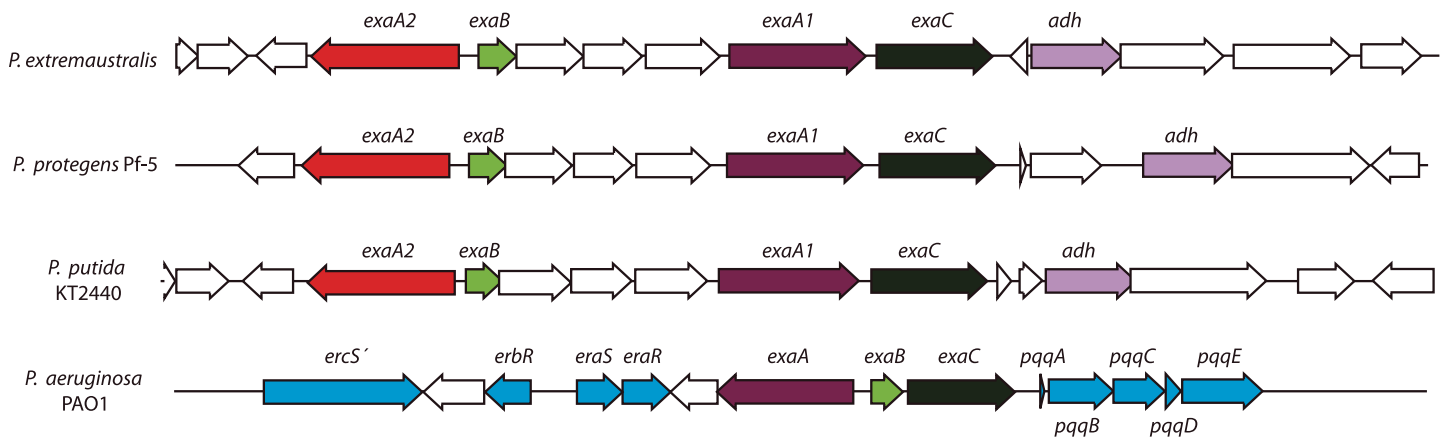 exaA2 exaB exaA1 exaC adh
P. extremaustralis
exaA2 exaB exaA1 exaC adh
P. protegens Pf-5
exaA2 exaB exaA1 exaC adh
P. putida
KT2440
ercS´ erbR eraS eraR exaA exaB exaC pqqA pqqC pqqE
P. aeruginosa
PAO1
pqqB pqqD